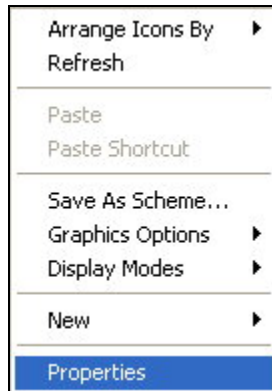 Arrange Icons By
Refresh
Paste
Paste Shortcut
Save As Scheme...
Graphics Options
Display Modes
New
Properties